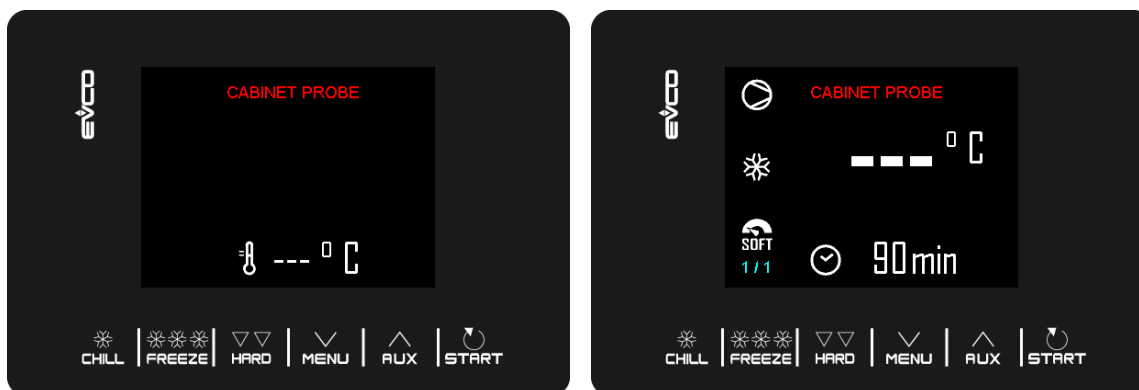 EVCO
CABINET PROBE
--- °C
CHILL FREEZE HARD MENU AUX START
EVCO
CABINET PROBE
--- °C
SOFT
1/1
90min
CHILL FREEZE HARD MENU AUX START